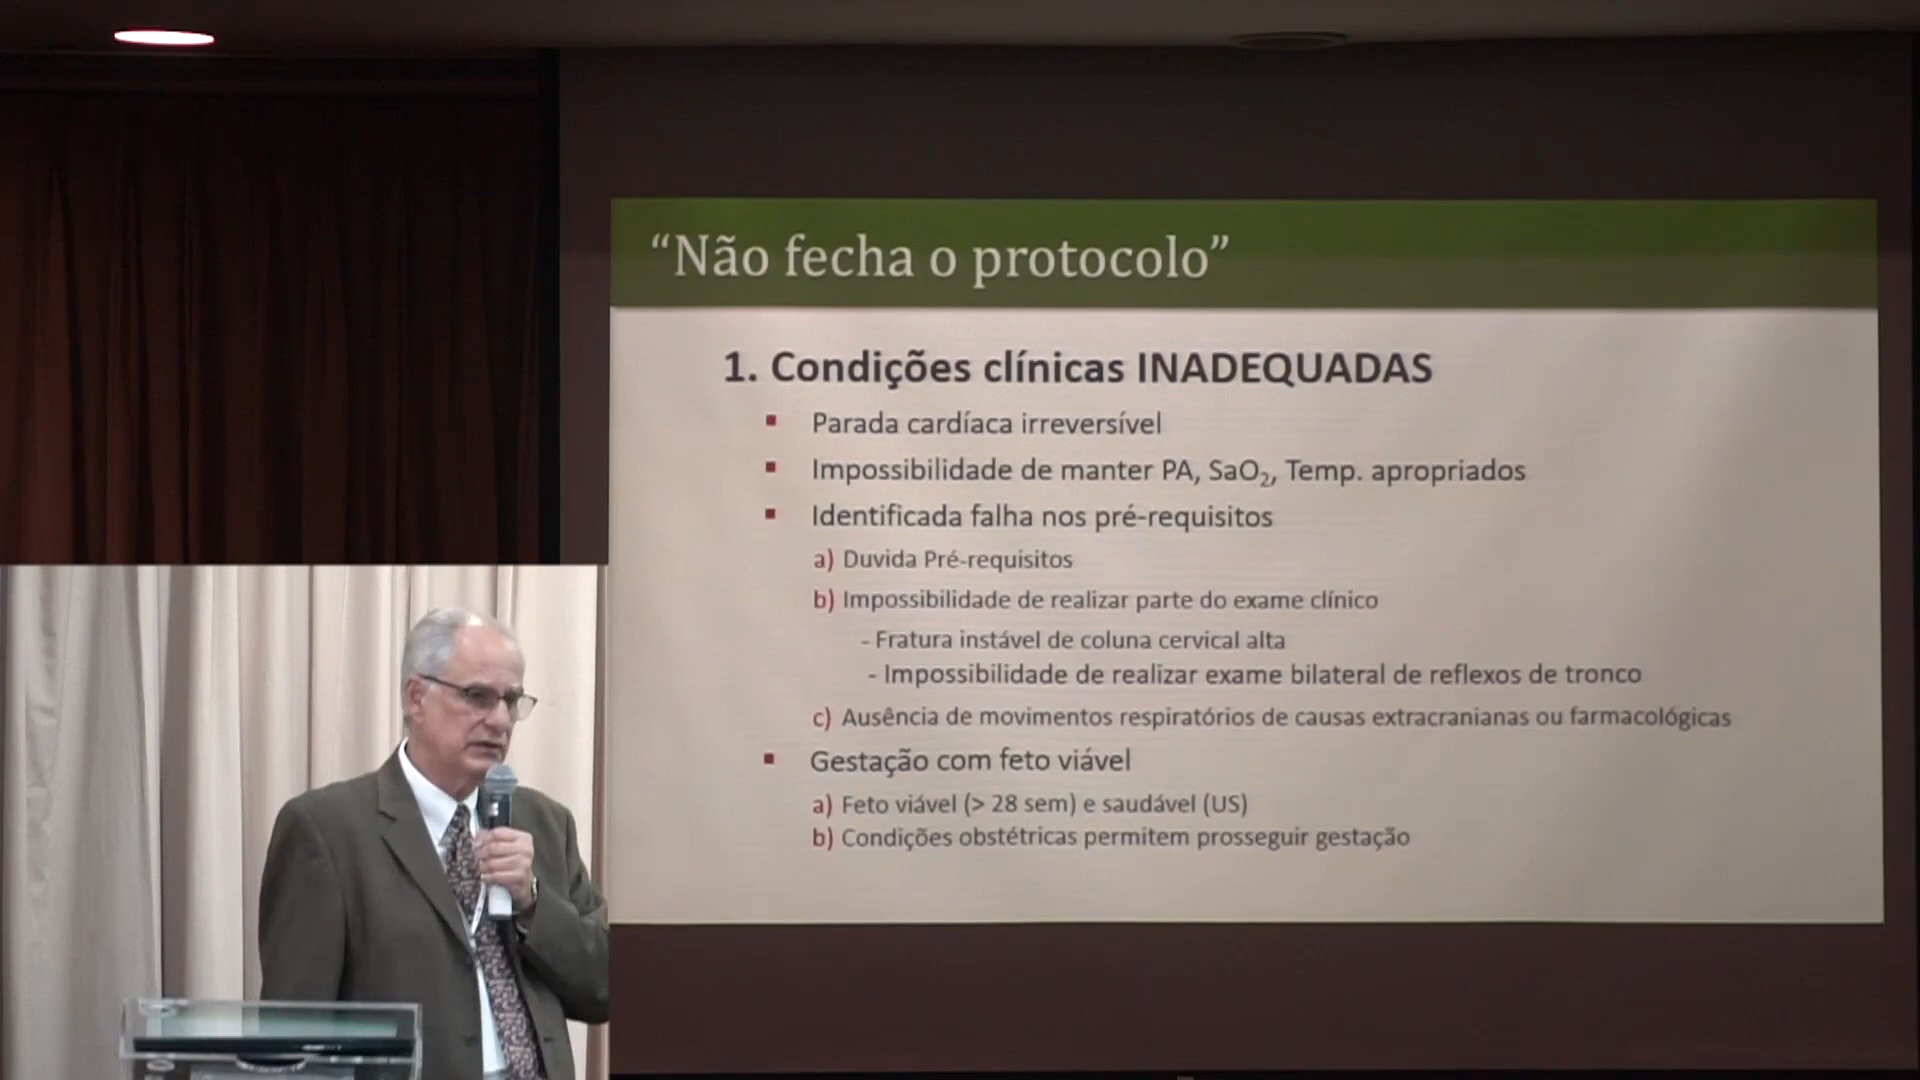 “Não fecha o protocolo”
1. Condições clínicas INADEQUADAS
Parada cardíaca irreversível
Impossibilidade de manter PA, SaO₂, Temp. apropriados
Identificada falha nos pré-requisitos
a) Duvida Pré-requisitos
b) Impossibilidade de realizar parte do exame clínico
- Fratura instável de coluna cervical alta
- Impossibilidade de realizar exame bilateral de reflexos de tronco
c) Ausência de movimentos respiratórios de causas extracranianas ou farmacológicas
Gestação com feto viável
a) Feto viável (> 28 sem) e saudável (US)
b) Condições obstétricas permitem prosseguir gestação